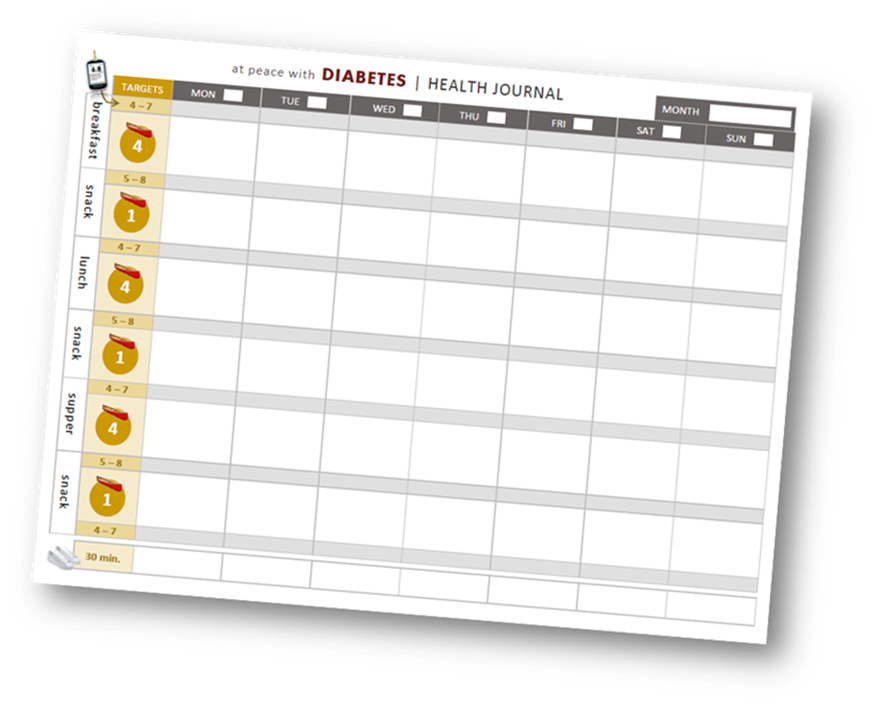 at peace with DIABETES | HEALTH JOURNAL
MONTH
TARGETS MON TUE WED THU FRI SAT SUN
4 – 7
breakfast 4
5 – 8
snack 1
4 – 7
lunch 4
5 – 8
snack 1
4 – 7
supper 4
5 – 8
snack 1
4 – 7
30 min.